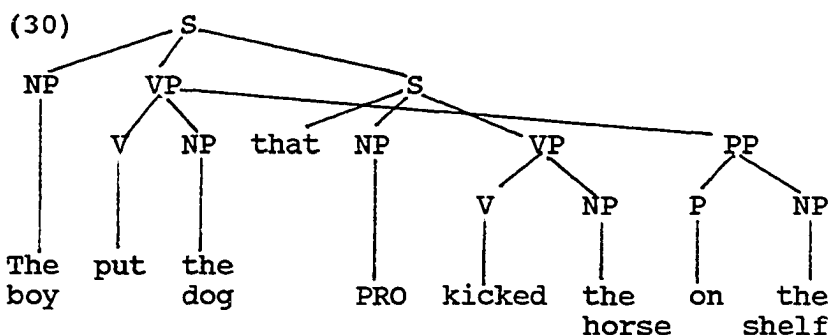 (30) S
NP VP S
V NP that NP VP PP
V NP P NP
The put the PRO kicked the on the
boy dog horse shelf